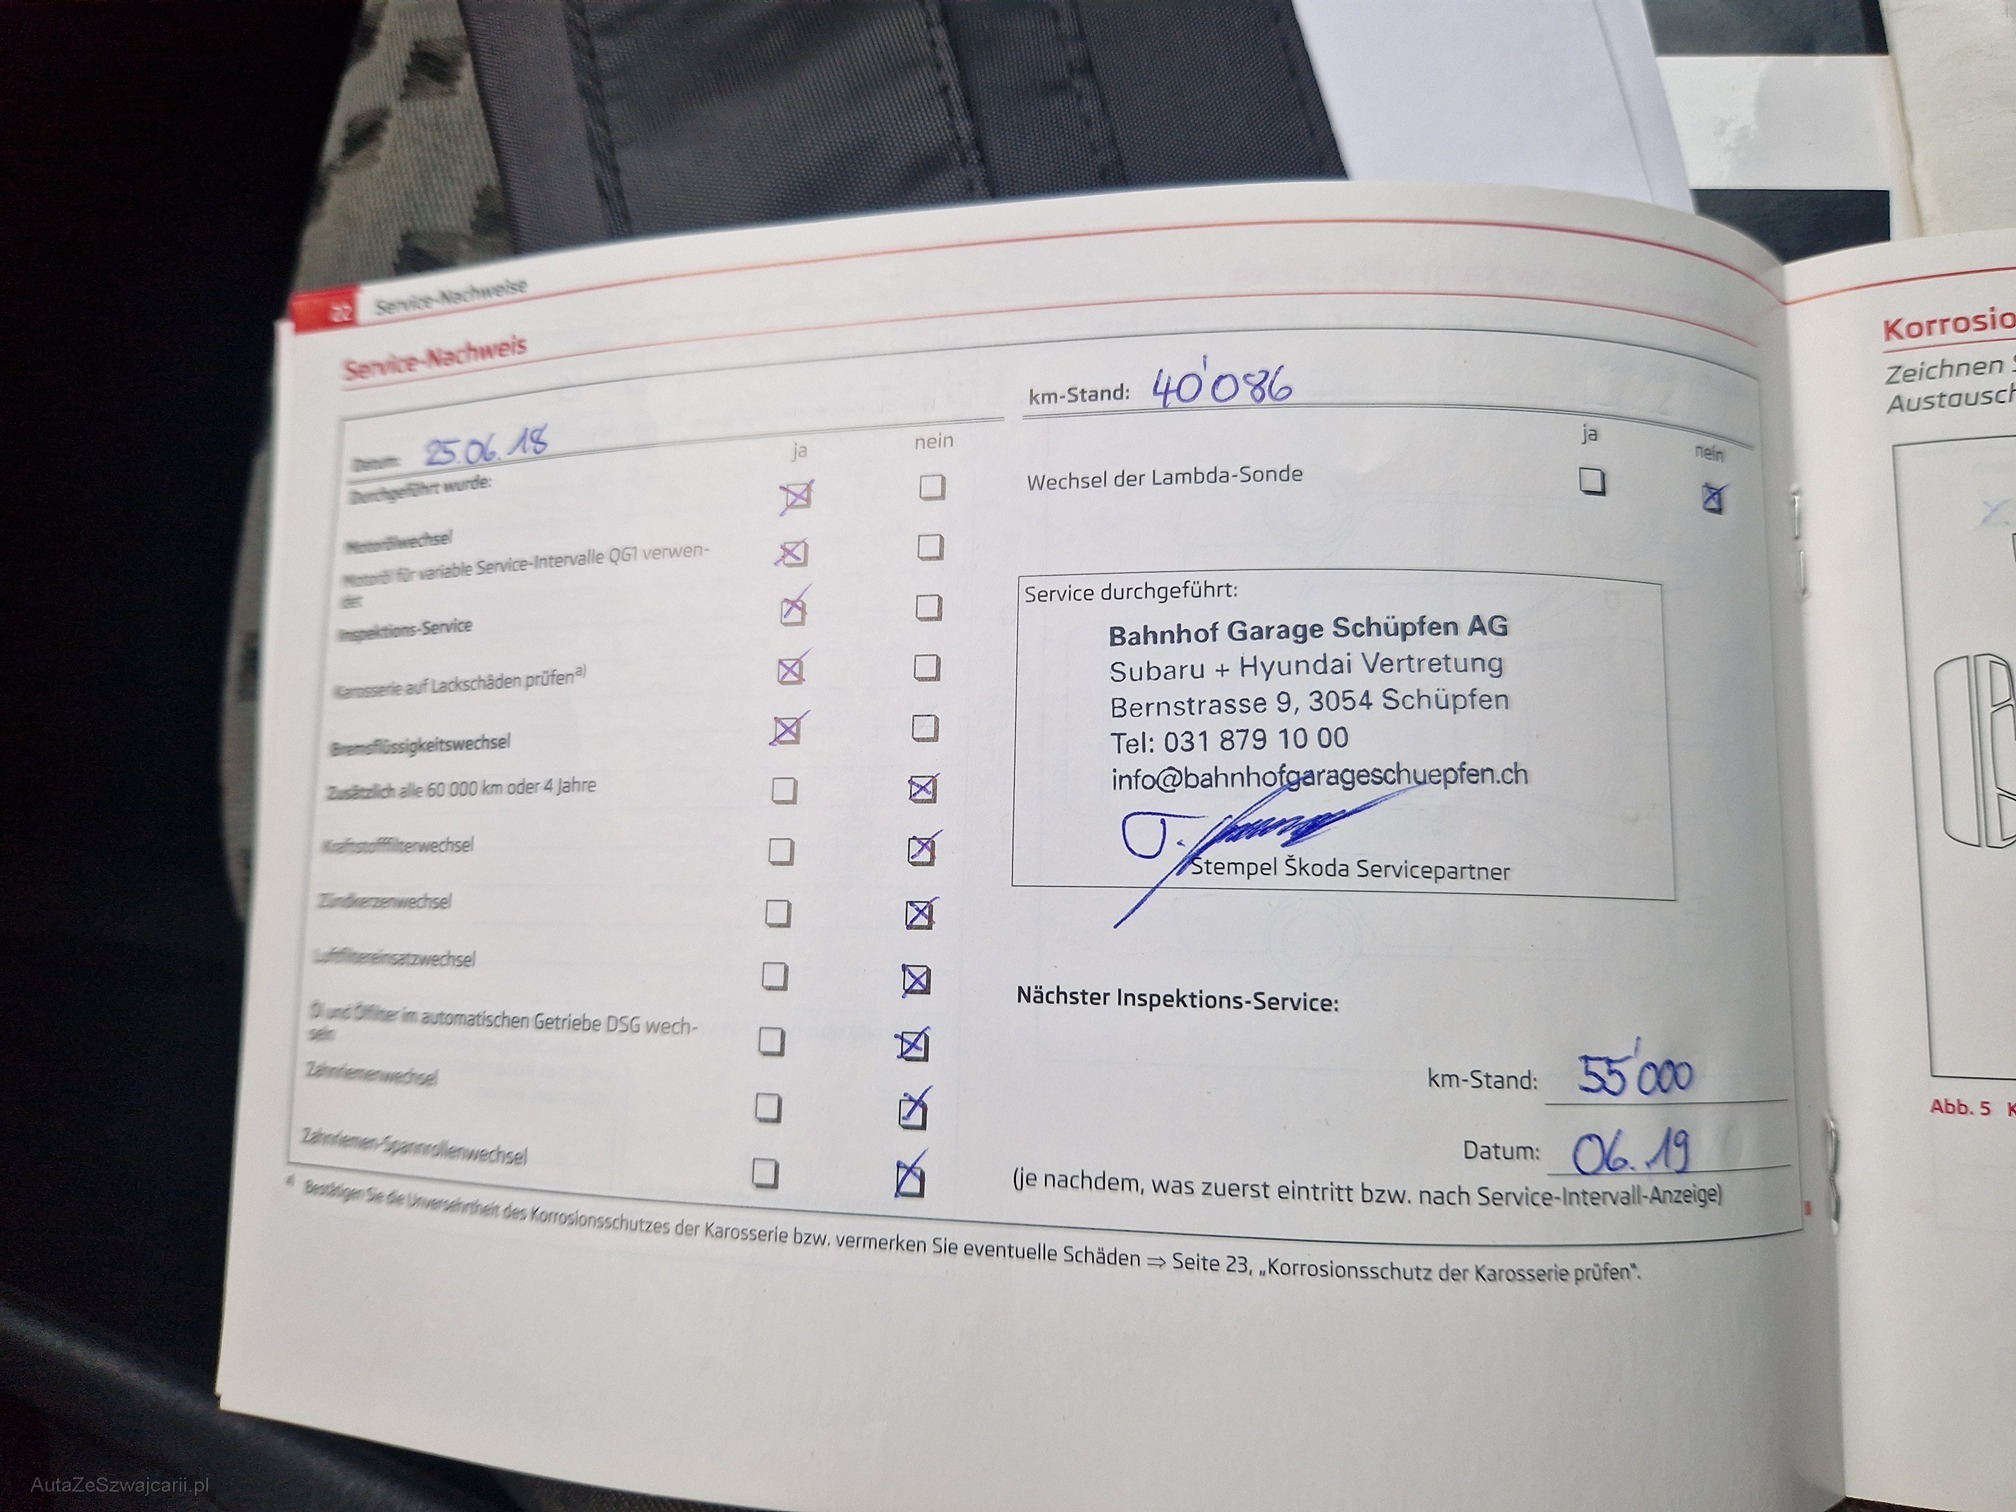 22 Service-Nachweise
Service-Nachweis
Datum: 25.06.18
ja nein
Durchgeführt wurde:
Motorölwechsel
Motoröl für variable Service-Intervalle QG1 verwen-
det
Inspektions-Service
Karosserie auf Lackschäden prüfen a)
Bremsflüssigkeitswechsel
Zusätzlich alle 60 000 km oder 4 Jahre
Kraftstofffilterwechsel
Zündkerzenwechsel
Luftfiltereinsatzwechsel
Öl und Ölfilter im automatischen Getriebe DSG wech-
seln
Zahnriemenwechsel
Zahnriemen-Spannrollenwechsel
km-Stand: 40'086
ja nein
Wechsel der Lambda-Sonde
Service durchgeführt:
Bahnhof Garage Schüpfen AG
Subaru + Hyundai Vertretung
Bernstrasse 9, 3054 Schüpfen
Tel: 031 879 10 00
info@bahnhofgarageschuepfen.ch
Stempel Škoda Servicepartner
Nächster Inspektions-Service:
km-Stand: 55'000
Datum: 06.19
(je nachdem, was zuerst eintritt bzw. nach Service-Intervall-Anzeige)
a) Bestätigen Sie die Unversehrtheit des Korrosionsschutzes der Karosserie bzw. vermerken Sie eventuelle Schäden ⇒ Seite 23, „Korrosionsschutz der Karosserie prüfen".
Korrosio
Zeichnen S
Austausch
Abb. 5 K
AutaZeSzwajcarii.pl